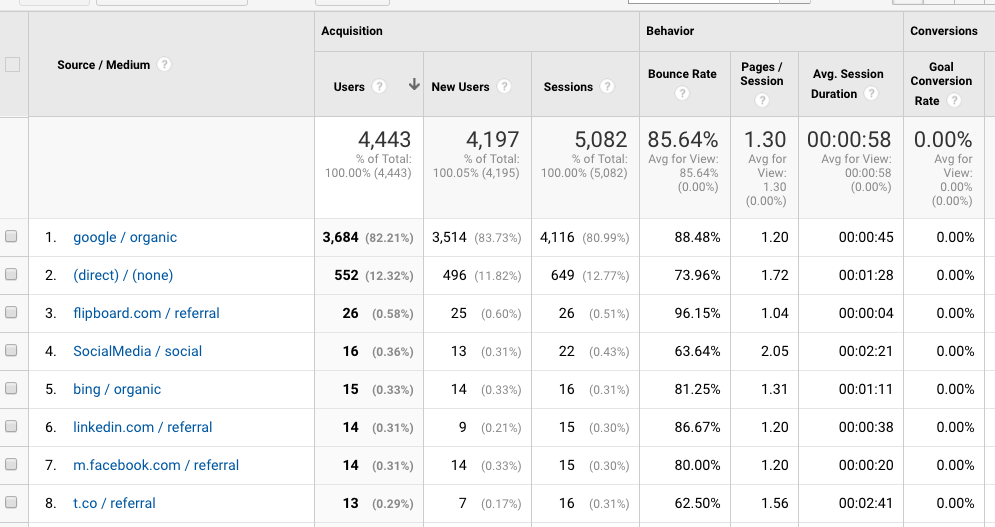 Acquisition Behavior Conversions
Source / Medium ? Users ? New Users ? Sessions ? Bounce Rate ? Pages / Session ? Avg. Session Duration ? Goal Conversion Rate ?
4,443 4,197 5,082 85.64% 1.30 00:00:58 0.00%
% of Total: 100.00% (4,443) % of Total: 100.05% (4,195) % of Total: 100.00% (5,082) Avg for View: 85.64% (0.00%) Avg for View: 1.30 (0.00%) Avg for View: 00:00:58 (0.00%) Avg for View: 0.00% (0.00%)
1. google / organic 3,684 (82.21%) 3,514 (83.73%) 4,116 (80.99%) 88.48% 1.20 00:00:45 0.00%
2. (direct) / (none) 552 (12.32%) 496 (11.82%) 649 (12.77%) 73.96% 1.72 00:01:28 0.00%
3. flipboard.com / referral 26 (0.58%) 25 (0.60%) 26 (0.51%) 96.15% 1.04 00:00:04 0.00%
4. SocialMedia / social 16 (0.36%) 13 (0.31%) 22 (0.43%) 63.64% 2.05 00:02:21 0.00%
5. bing / organic 15 (0.33%) 14 (0.33%) 16 (0.31%) 81.25% 1.31 00:01:11 0.00%
6. linkedin.com / referral 14 (0.31%) 9 (0.21%) 15 (0.30%) 86.67% 1.20 00:00:38 0.00%
7. m.facebook.com / referral 14 (0.31%) 14 (0.33%) 15 (0.30%) 80.00% 1.20 00:00:20 0.00%
8. t.co / referral 13 (0.29%) 7 (0.17%) 16 (0.31%) 62.50% 1.56 00:02:41 0.00%